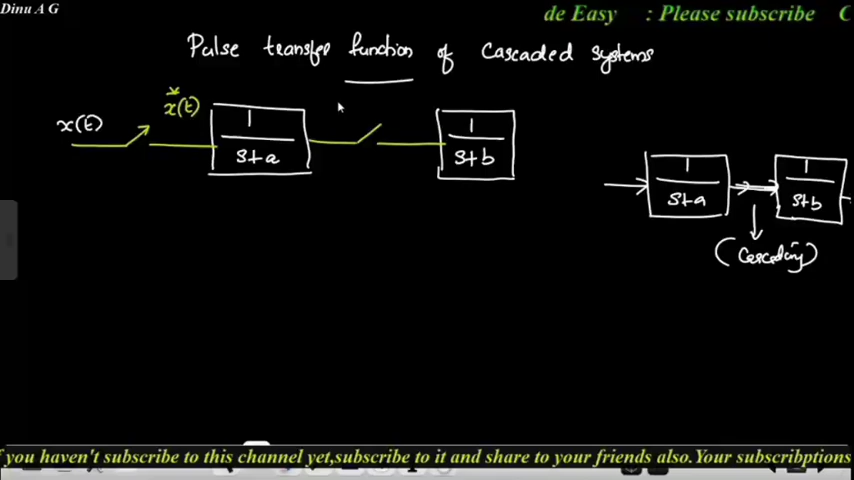 Dinu A G
de Easy : Please subscribe C
Pulse transfer function of Cascaded systems
x(t)
x*(t)
1
s+a
1
s+b
1
s+a
1
s+b
(Cascading)
f you haven't subscribe to this channel yet,subscribe to it and share to your friends also.Your subscribptions